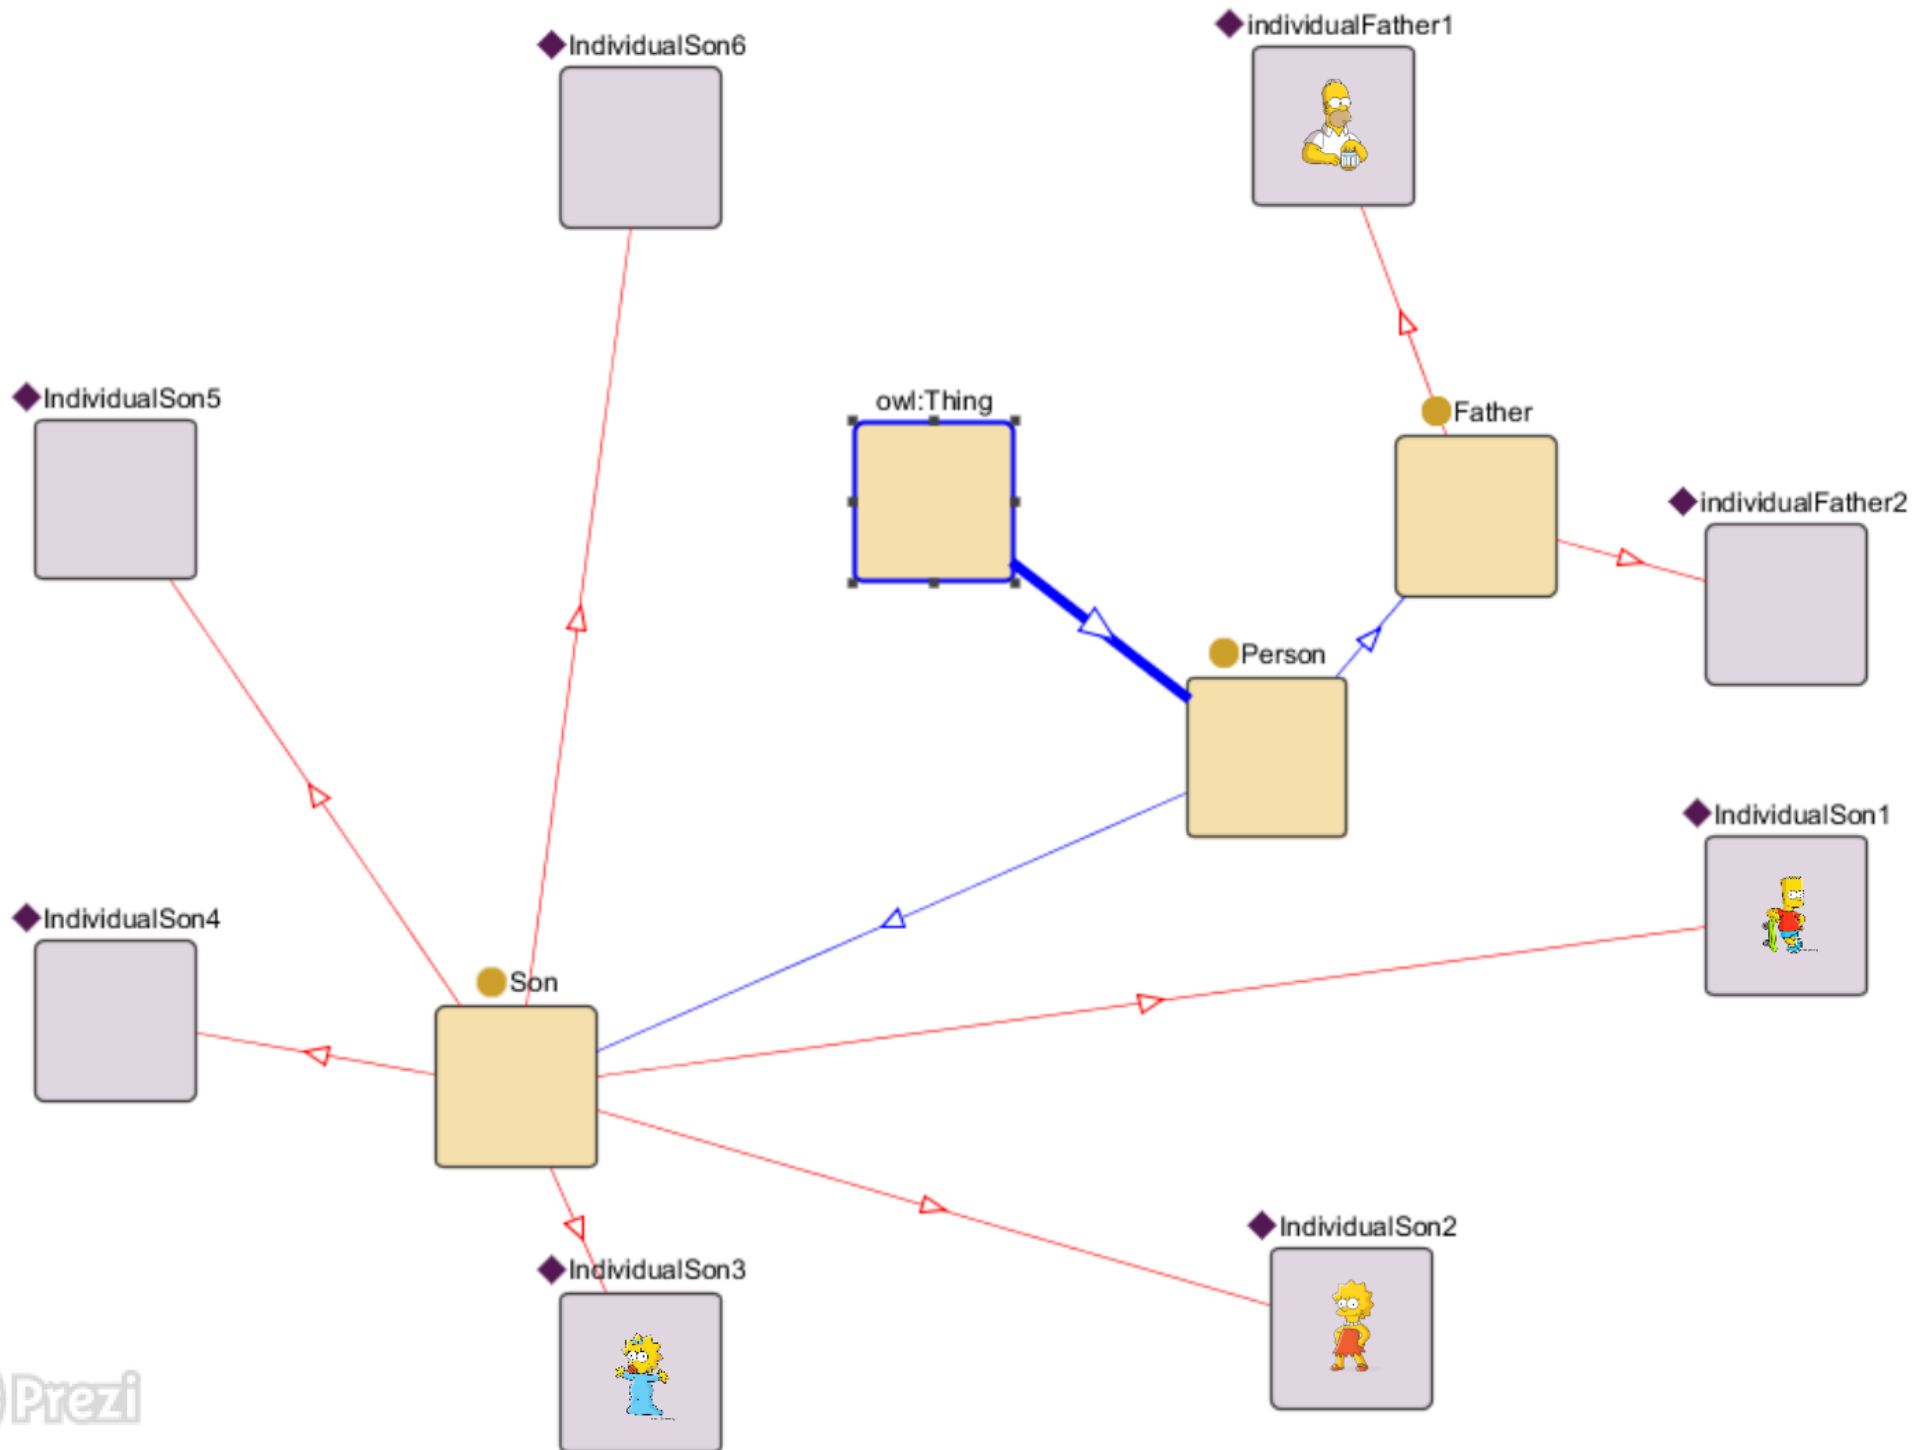 individualFather1
IndividualSon6
IndividualSon5
owl:Thing
Father
individualFather2
Person
IndividualSon1
IndividualSon4
Son
IndividualSon2
IndividualSon3
Prezi